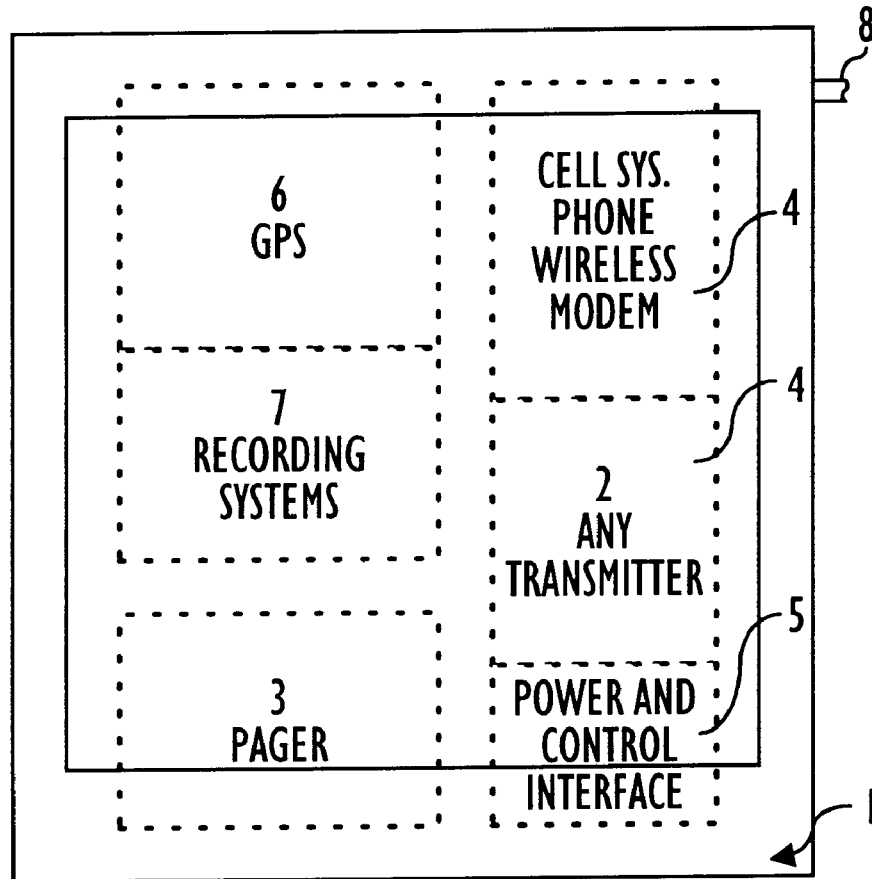 8
6
GPS
CELL SYS.
PHONE
WIRELESS
MODEM
4
7
RECORDING
SYSTEMS
4
2
ANY
TRANSMITTER
3
PAGER
POWER AND
CONTROL
INTERFACE
5
1